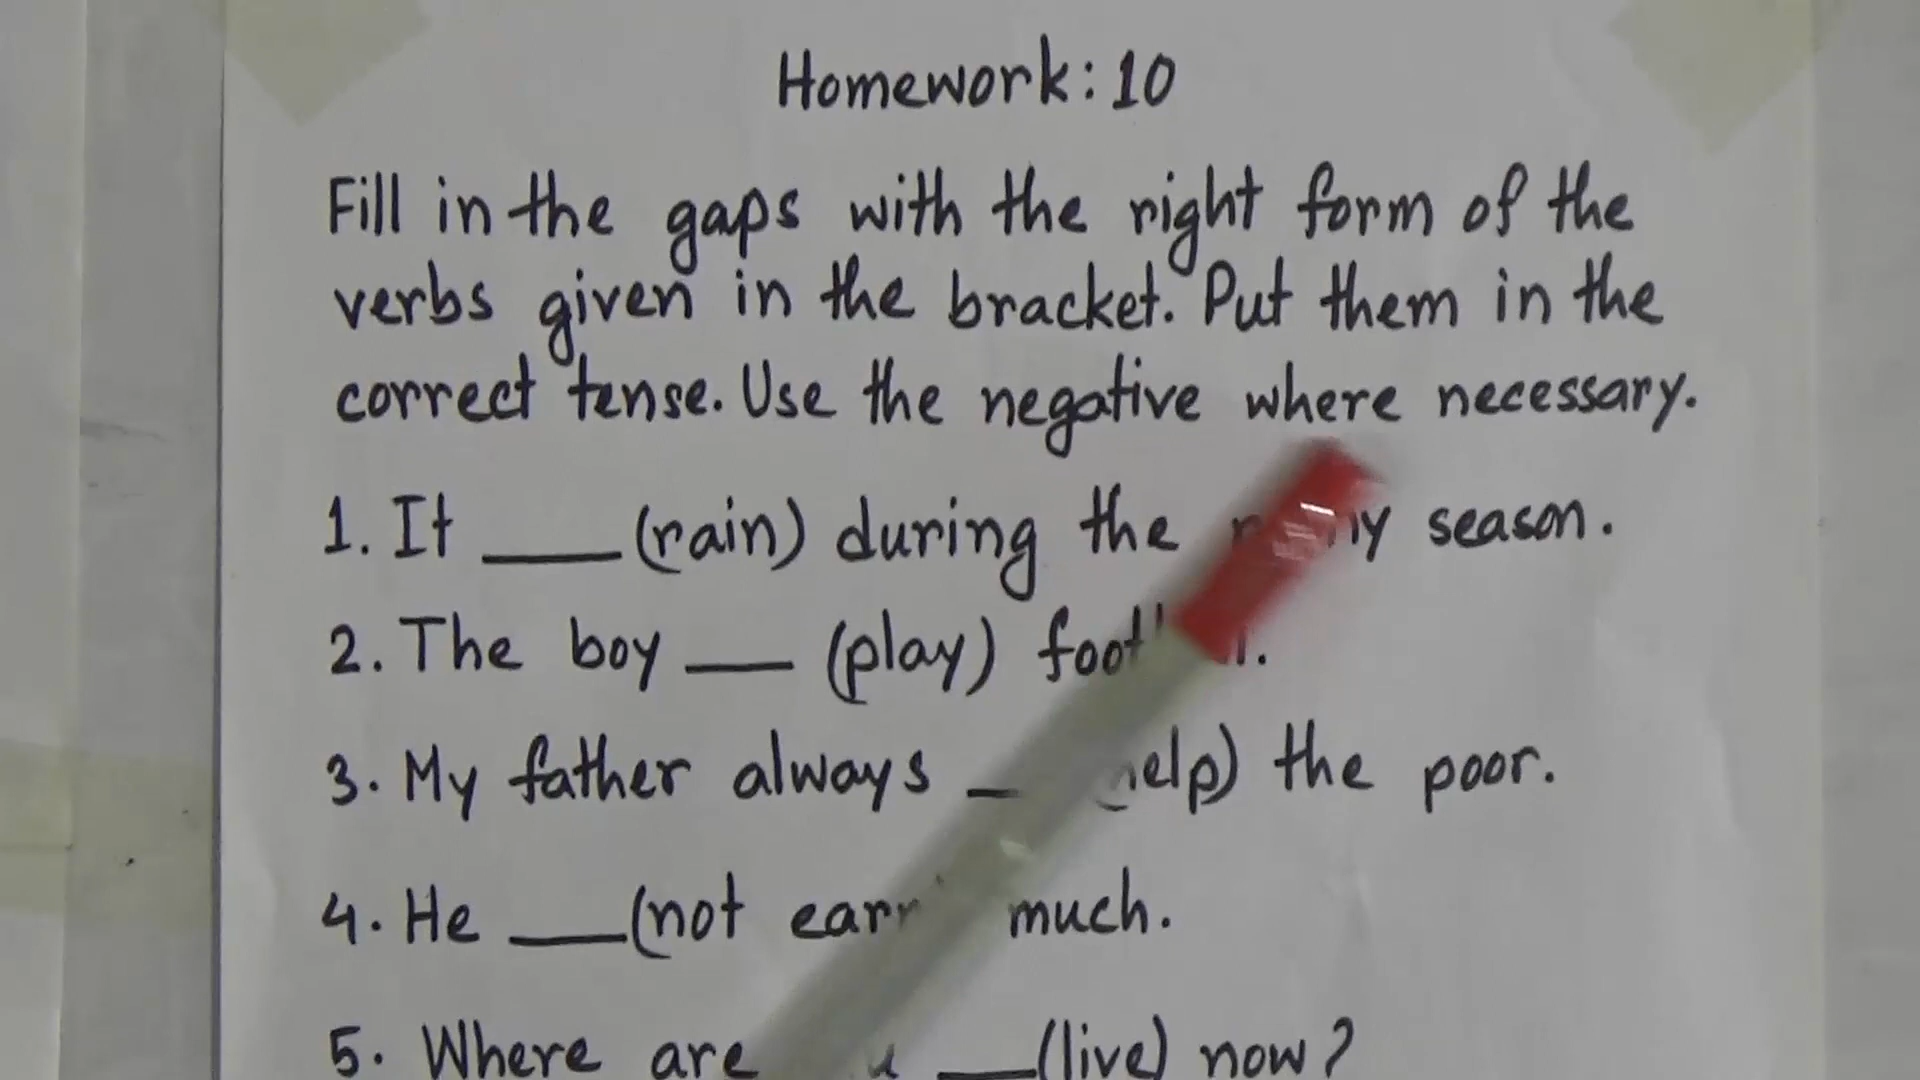 Homework: 10
Fill in the gaps with the right form of the
verbs given in the bracket. Put them in the
correct tense. Use the negative where necessary.
1. It ___ (rain) during the season.
2. The boy ___ (play)
3. My father always ___ the poor.
4. He ___ (not much.
5. Where are ___ (live) now?